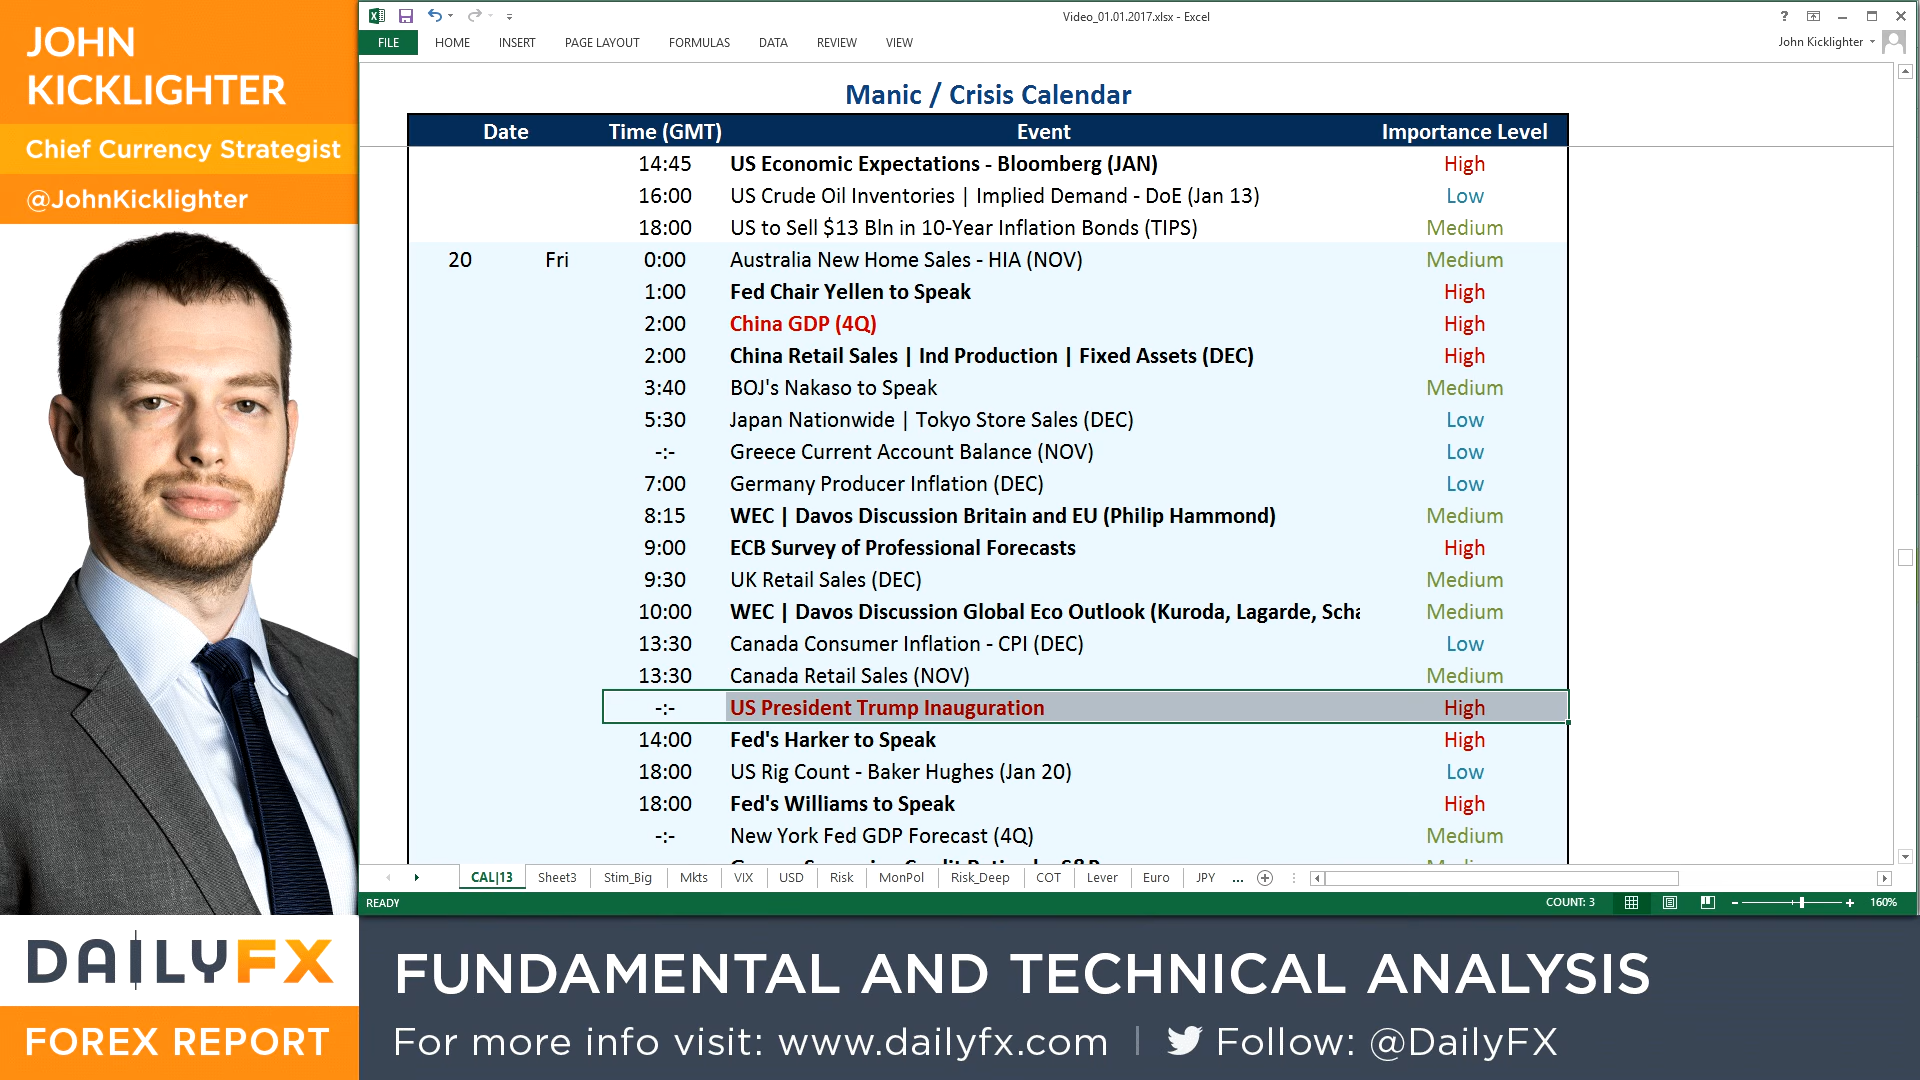 JOHN
KICKLIGHTER
Chief Currency Strategist
@JohnKicklighter
Video_01.01.2017.xlsx - Excel
?
FILE HOME INSERT PAGE LAYOUT FORMULAS DATA REVIEW VIEW
John Kicklighter
Manic / Crisis Calendar
Date Time (GMT) Event Importance Level
14:45 US Economic Expectations - Bloomberg (JAN) High
16:00 US Crude Oil Inventories | Implied Demand - DoE (Jan 13) Low
18:00 US to Sell $13 Bln in 10-Year Inflation Bonds (TIPS) Medium
20 Fri 0:00 Australia New Home Sales - HIA (NOV) Medium
1:00 Fed Chair Yellen to Speak High
2:00 China GDP (4Q) High
2:00 China Retail Sales | Ind Production | Fixed Assets (DEC) High
3:40 BOJ's Nakaso to Speak Medium
5:30 Japan Nationwide | Tokyo Store Sales (DEC) Low
-:- Greece Current Account Balance (NOV) Low
7:00 Germany Producer Inflation (DEC) Low
8:15 WEC | Davos Discussion Britain and EU (Philip Hammond) Medium
9:00 ECB Survey of Professional Forecasts High
9:30 UK Retail Sales (DEC) Medium
10:00 WEC | Davos Discussion Global Eco Outlook (Kuroda, Lagarde, Scha Medium
13:30 Canada Consumer Inflation - CPI (DEC) Low
13:30 Canada Retail Sales (NOV) Medium
-:- US President Trump Inauguration High
14:00 Fed's Harker to Speak High
18:00 US Rig Count - Baker Hughes (Jan 20) Low
18:00 Fed's Williams to Speak High
-:- New York Fed GDP Forecast (4Q) Medium
CAL|13 Sheet3 Stim_Big Mkts VIX USD Risk MonPol Risk_Deep COT Lever Euro JPY ...
READY COUNT: 3 160%
DAILYFX
FOREX REPORT
FUNDAMENTAL AND TECHNICAL ANALYSIS
For more info visit: www.dailyfx.com | Follow: @DailyFX